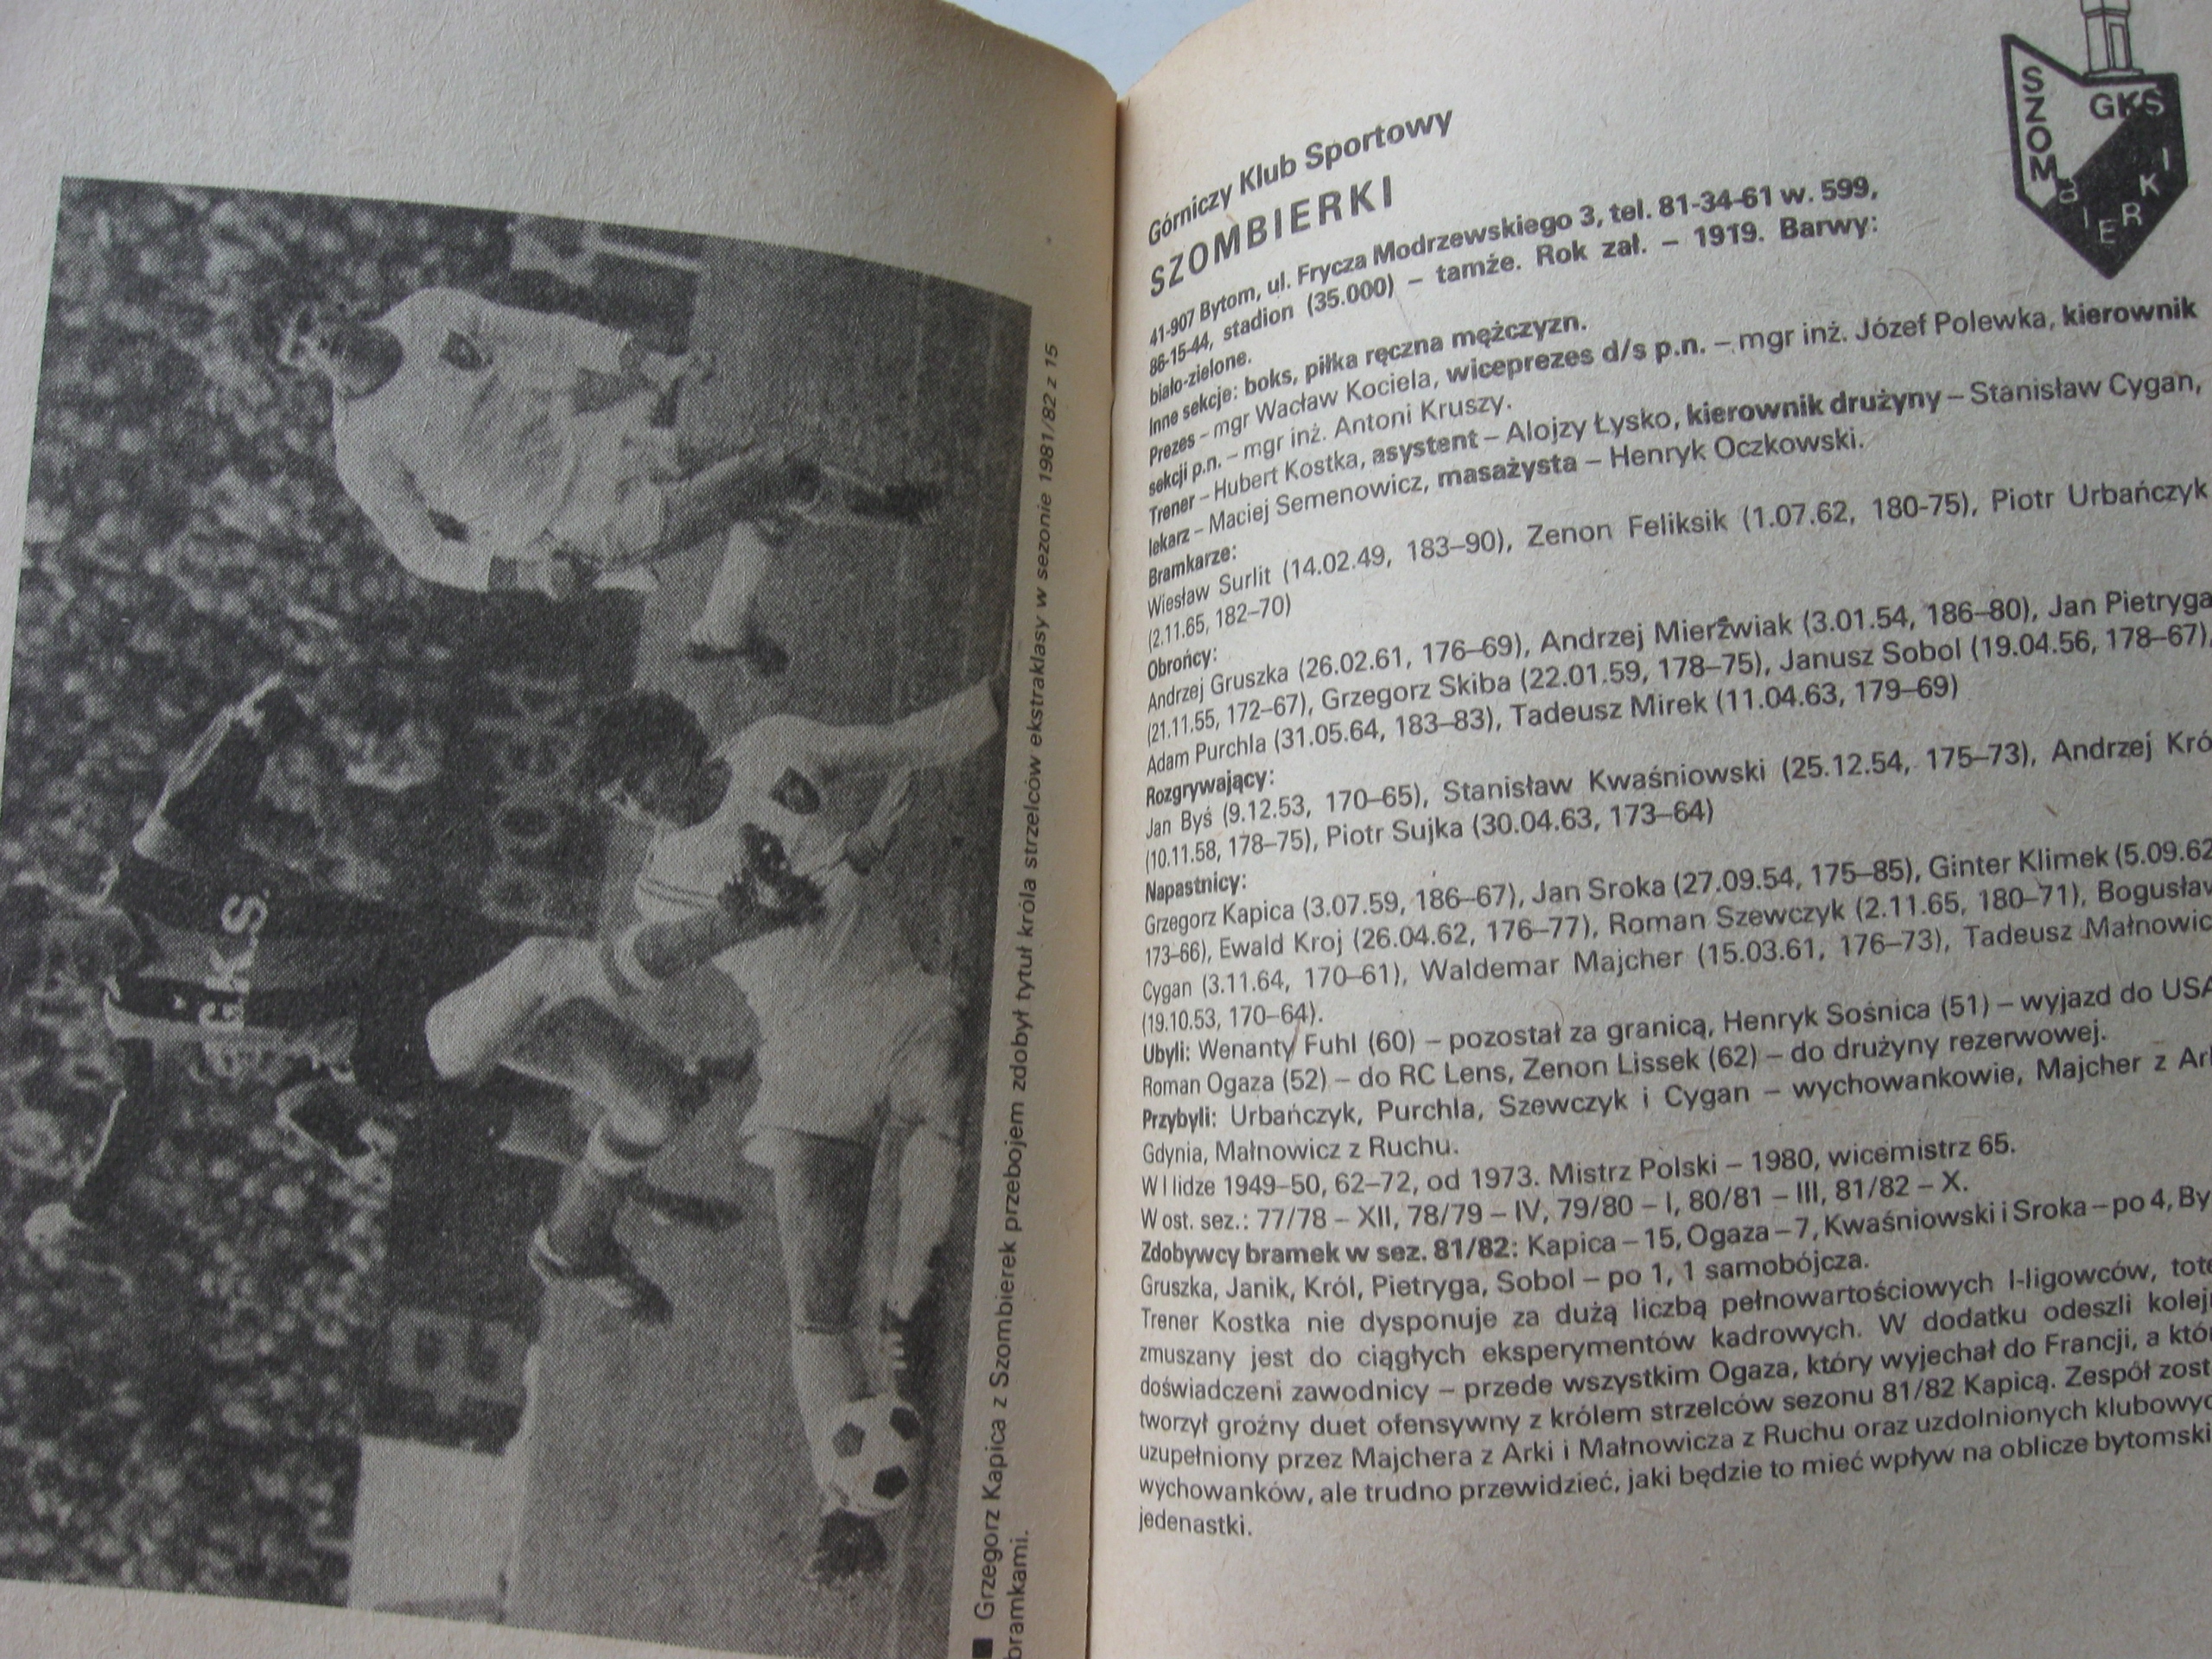 GKS
■ Grzegorz Kapica z Szombierek przebojem zdobył tytuł króla strzelców ekstraklasy w sezonie 1981/82 z 15
bramkami.
SZOMBIERKI
GKS
Górniczy Klub Sportowy
SZOMBIERKI
41-907 Bytom, ul. Frycza Modrzewskiego 3, tel. 81-34-61 w. 599,
86-15-44, stadion (35.000) – tamże. Rok zał. – 1919. Barwy:
biało-zielone.
Inne sekcje: boks, piłka ręczna mężczyzn.
Prezes – mgr Wacław Kociela, wiceprezes d/s p.n. – mgr inż. Józef Polewka, kierownik
sekcji p.n. – mgr inż. Antoni Kruszy.
Trener – Hubert Kostka, asystent – Alojzy Łysko, kierownik drużyny – Stanisław Cygan,
lekarz – Maciej Semenowicz, masażysta – Henryk Oczkowski.
Bramkarze:
Wiesław Surlit (14.02.49, 183–90), Zenon Feliksik (1.07.62, 180-75), Piotr Urbańczyk
(2.11.65, 182–70)
Obrońcy:
Andrzej Gruszka (26.02.61, 176–69), Andrzej Mierżwiak (3.01.54, 186–80), Jan Pietryga
(21.11.55, 172–67), Grzegorz Skiba (22.01.59, 178–75), Janusz Sobol (19.04.56, 178–67),
Adam Purchla (31.05.64, 183–83), Tadeusz Mirek (11.04.63, 179–69)
Rozgrywający:
Jan Byś (9.12.53, 170–65), Stanisław Kwaśniowski (25.12.54, 175–73), Andrzej Kró
(10.11.58, 178–75), Piotr Sujka (30.04.63, 173–64)
Napastnicy:
Grzegorz Kapica (3.07.59, 186–67), Jan Sroka (27.09.54, 175–85), Ginter Klimek (5.09.62
173–66), Ewald Kroj (26.04.62, 176–77), Roman Szewczyk (2.11.65, 180–71), Bogusław
Cygan (3.11.64, 170–61), Waldemar Majcher (15.03.61, 176–73), Tadeusz Małnowic
(19.10.53, 170–64).
Ubyli: Wenanty Fuhl (60) – pozostał za granicą, Henryk Sośnica (51) – wyjazd do USA
Roman Ogaza (52) – do RC Lens, Zenon Lissek (62) – do drużyny rezerwowej.
Przybyli: Urbańczyk, Purchla, Szewczyk i Cygan – wychowankowie, Majcher z Ark
Gdynia, Małnowicz z Ruchu.
W I lidze 1949–50, 62–72, od 1973. Mistrz Polski – 1980, wicemistrz 65.
W ost. sez.: 77/78 – XII, 78/79 – IV, 79/80 – I, 80/81 – III, 81/82 – X.
Zdobywcy bramek w sez. 81/82: Kapica – 15, Ogaza – 7, Kwaśniowski i Sroka – po 4, By
Gruszka, Janik, Król, Pietryga, Sobol – po 1, 1 samobójcza.
Trener Kostka nie dysponuje za dużą liczbą pełnowartościowych I-ligowców, tote
zmuszany jest do ciągłych eksperymentów kadrowych. W dodatku odeszli kolej
doświadczeni zawodnicy – przede wszystkim Ogaza, który wyjechał do Francji, a któ
tworzył groźny duet ofensywny z królem strzelców sezonu 81/82 Kapicą. Zespół zost
uzupełniony przez Majchera z Arki i Małnowicza z Ruchu oraz uzdolnionych klubowyc
wychowanków, ale trudno przewidzieć, jaki będzie to mieć wpływ na oblicze bytomski
jedenastki.